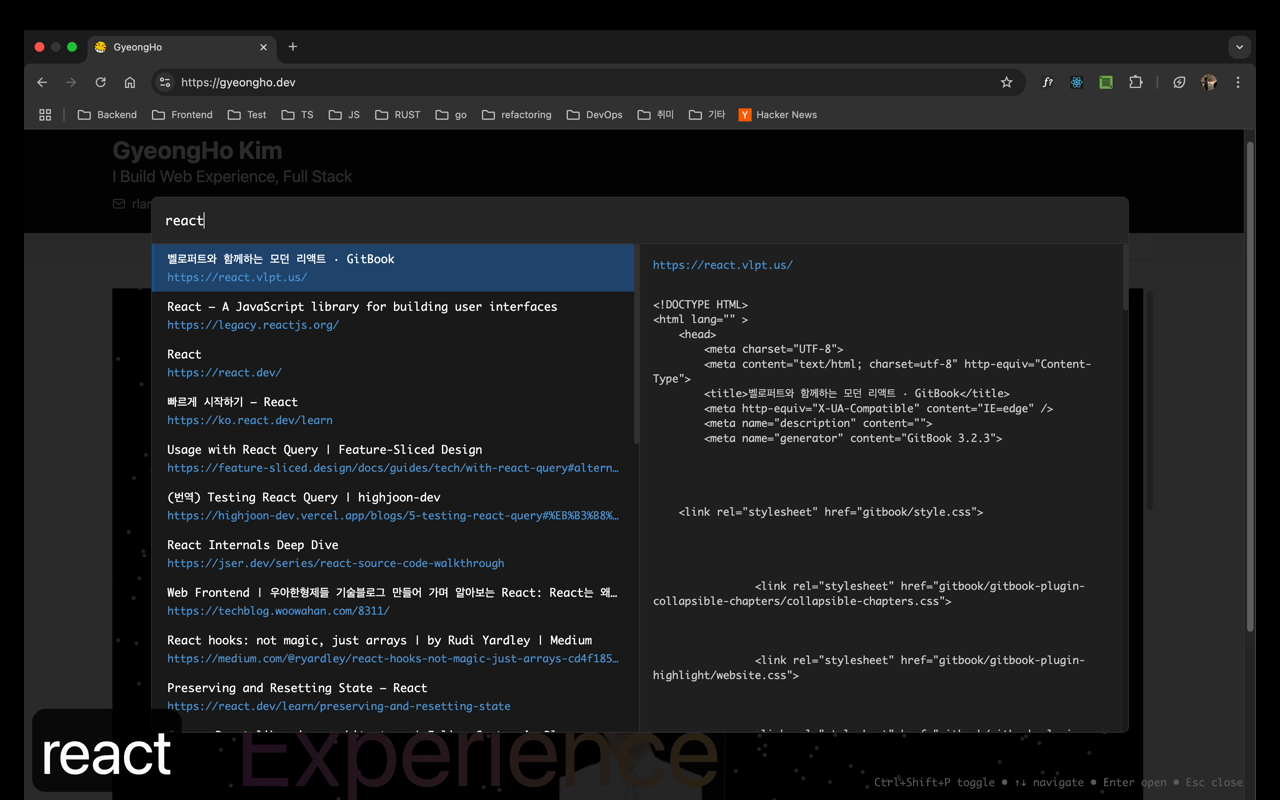 GyeongHo
https://gyeongho.dev
f?
Backend
Frontend
Test
TS
JS
RUST
go
refactoring
DevOps
취미
기타
Y
Hacker News
GyeongHo Kim
I Build Web Experience, Full Stack
react
벨로퍼트와 함께하는 모던 리액트 · GitBook
https://react.vlpt.us/
React – A JavaScript library for building user interfaces
https://legacy.reactjs.org/
React
https://react.dev/
빠르게 시작하기 – React
https://ko.react.dev/learn
Usage with React Query | Feature-Sliced Design
https://feature-sliced.design/docs/guides/tech/with-react-query#altern…
(번역) Testing React Query | highjoon-dev
https://highjoon-dev.vercel.app/blogs/5-testing-react-query#%EB%B3%B8%…
React Internals Deep Dive
https://jser.dev/series/react-source-code-walkthrough
Web Frontend | 우아한형제들 기술블로그 만들어 가며 알아보는 React: React는 왜…
https://techblog.woowahan.com/8311/
React hooks: not magic, just arrays | by Rudi Yardley | Medium
https://medium.com/@ryardley/react-hooks-not-magic-just-arrays-cd4f185…
Preserving and Resetting State – React
https://react.dev/learn/preserving-and-resetting-state
https://react.vlpt.us/
<!DOCTYPE HTML>
<html lang="" >
<head>
<meta charset="UTF-8">
<meta content="text/html; charset=utf-8" http-equiv="Content-
Type">
<title>벨로퍼트와 함께하는 모던 리액트 · GitBook</title>
<meta http-equiv="X-UA-Compatible" content="IE=edge" />
<meta name="description" content="">
<meta name="generator" content="GitBook 3.2.3">
<link rel="stylesheet" href="gitbook/style.css">
<link rel="stylesheet" href="gitbook/gitbook-plugin-
collapsible-chapters/collapsible-chapters.css">
<link rel="stylesheet" href="gitbook/gitbook-plugin-
highlight/website.css">
react
Experience
Ctrl+Shift+P toggle ● ↑↓ navigate ● Enter open ● Esc close